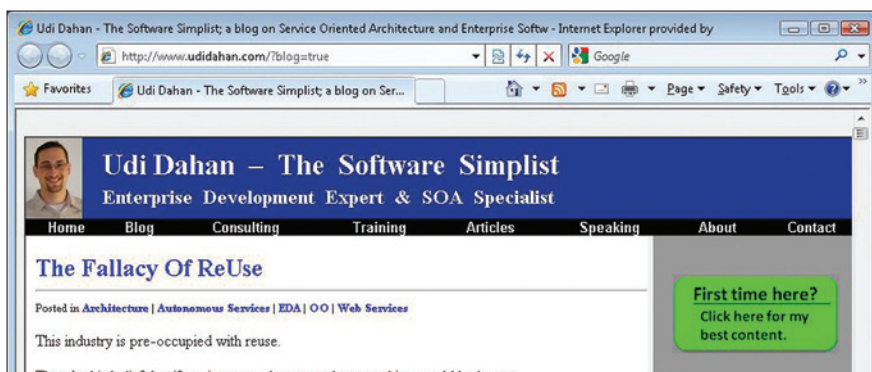 Udi Dahan - The Software Simplist; a blog on Service Oriented Architecture and Enterprise Softw - Internet Explorer provided by
http://www.udidahan.com/?blog=true
Google
Favorites
Udi Dahan - The Software Simplist; a blog on Ser...
Page Safety Tools
Udi Dahan – The Software Simplist
Enterprise Development Expert & SOA Specialist
Home Blog Consulting Training Articles Speaking About Contact
The Fallacy Of ReUse
Posted in Architecture | Autonomous Services | EDA | OO | Web Services
This industry is pre-occupied with reuse.
First time here?
Click here for my
best content.